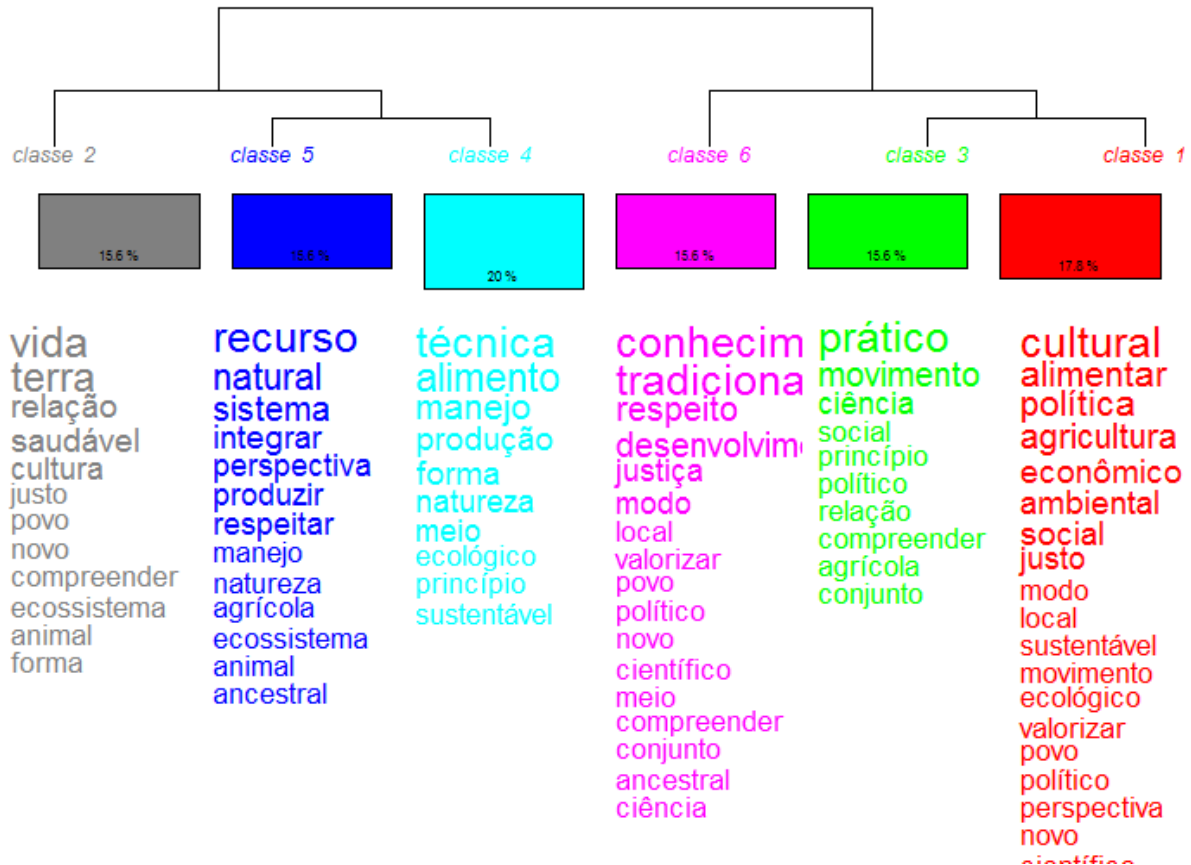 classe 2
classe 5
classe 4
classe 6
classe 3
classe 1
15.6 %
15.6 %
20 %
15.6 %
15.6 %
17.8 %
vida
terra
relação
saudável
cultura
justo
povo
novo
compreender
ecossistema
animal
forma
recurso
natural
sistema
integrar
perspectiva
produzir
respeitar
manejo
natureza
agrícola
ecossistema
animal
ancestral
técnica
alimento
manejo
produção
forma
natureza
meio
ecológico
princípio
sustentável
conhecim
tradiciona
respeito
desenvolvim
justiça
modo
local
valorizar
povo
político
novo
científico
meio
compreender
conjunto
ancestral
ciência
prático
movimento
ciência
social
princípio
político
relação
compreender
agrícola
conjunto
cultural
alimentar
política
agricultura
econômico
ambiental
social
justo
modo
local
sustentável
movimento
ecológico
valorizar
povo
político
perspectiva
novo
científico